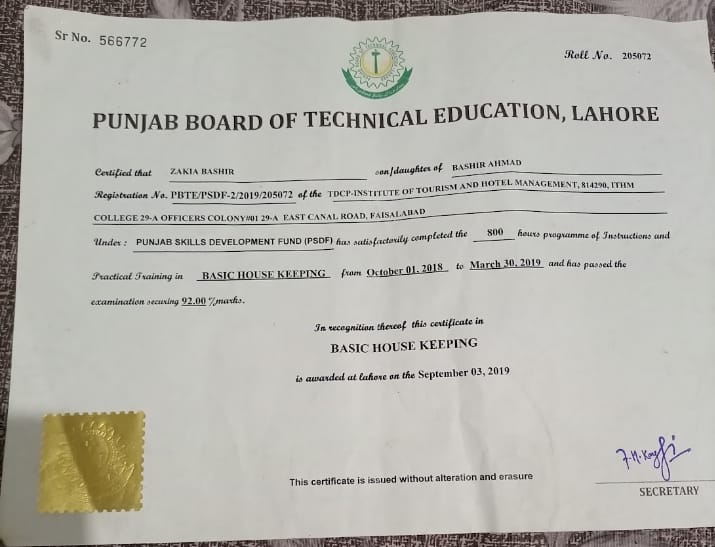 Sr No. 566772
Roll No. 205072
PUNJAB BOARD OF TECHNICAL EDUCATION, LAHORE
Certified that ZAKIA BASHIR son/daughter of BASHIR AHMAD
Registration No. PBTE/PSDF-2/2019/205072 of the TDCP-INSTITUTE OF TOURISM AND HOTEL MANAGEMENT, 814290, ITHM
COLLEGE 29-A OFFICERS COLONY#01 29-A EAST CANAL ROAD, FAISALABAD
Under : PUNJAB SKILLS DEVELOPMENT FUND (PSDF) has satisfactorily completed the 800 hours programme of Instructions and
Practical Training in BASIC HOUSE KEEPING from October 01, 2018 to March 30, 2019 and has passed the
examination securing 92.00 %marks.
In recognition thereof this certificate in
BASIC HOUSE KEEPING
is awarded at lahore on the September 03, 2019
This certificate is issued without alteration and erasure
SECRETARY